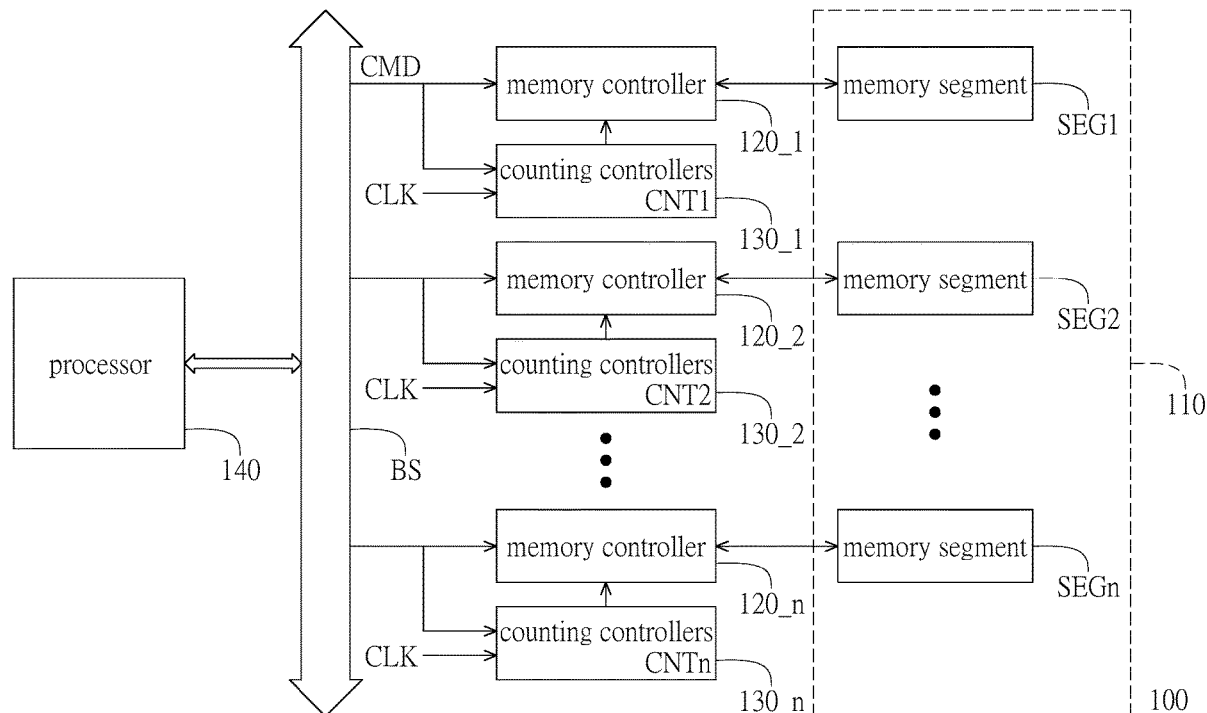 CMD
memory controller
memory segment
SEG1
120_1
counting controllers
CLK
CNT1
130_1
memory controller
memory segment
SEG2
120_2
processor
counting controllers
CLK
CNT2
110
130_2
140
BS
memory controller
memory segment
120_n
SEGn
counting controllers
CLK
CNTn
130_n
100